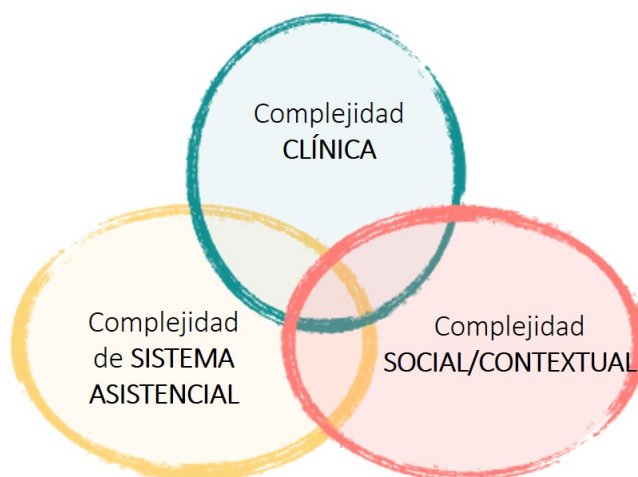 Complejidad
CLÍNICA
Complejidad
de SISTEMA
ASISTENCIAL
Complejidad
SOCIAL/CONTEXTUAL